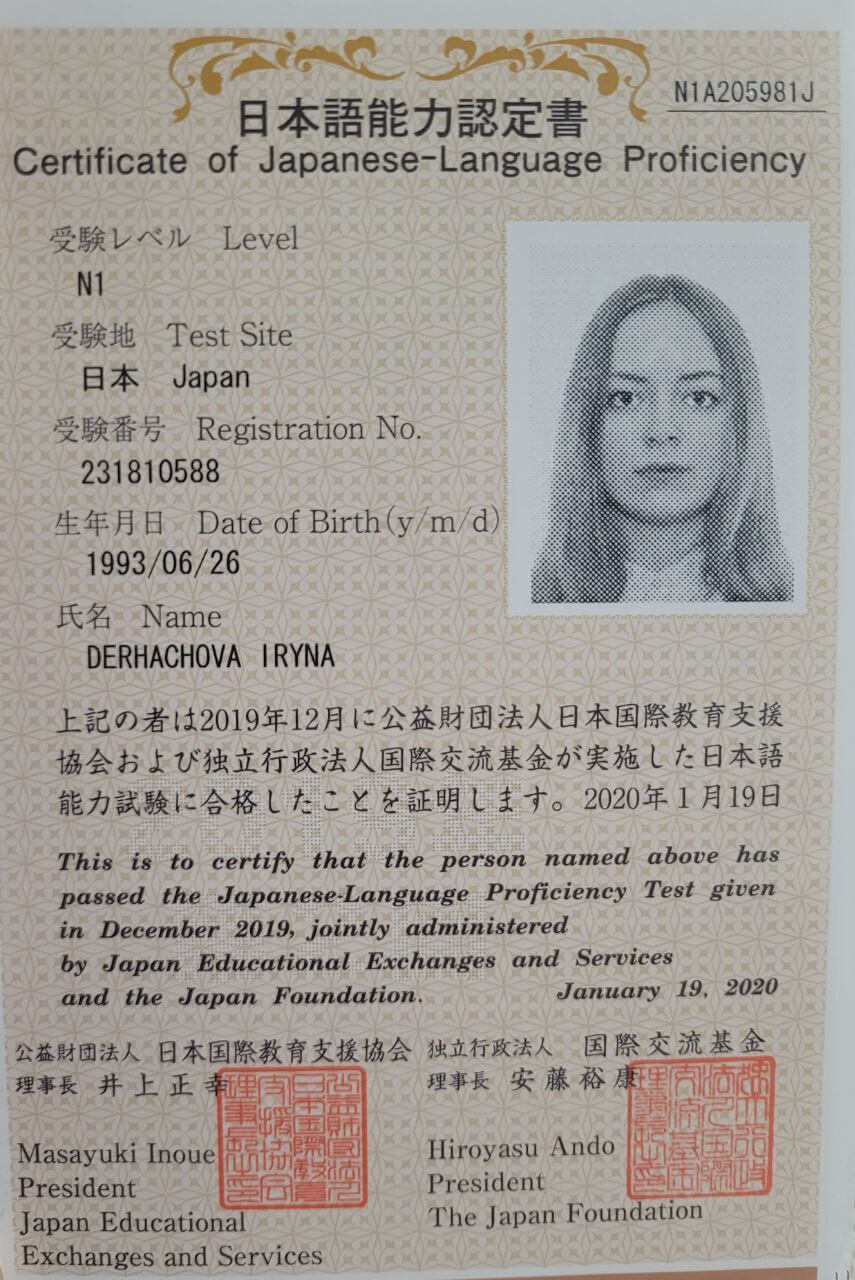 N1A205981J
日本語能力認定書
Certificate of Japanese-Language Proficiency
受験レベル Level
N1
受験地 Test Site
日本 Japan
受験番号 Registration No.
231810588
生年月日 Date of Birth(y/m/d)
1993/06/26
氏名 Name
DERHACHOVA IRYNA
上記の者は2019年12月に公益財団法人日本国際教育支援
協会および独立行政法人国際交流基金が実施した日本語
能力試験に合格したことを証明します。2020年1月19日
This is to certify that the person named above has
passed the Japanese-Language Proficiency Test given
in December 2019, jointly administered
by Japan Educational Exchanges and Services
and the Japan Foundation. January 19, 2020
公益財団法人 日本国際教育支援協会
理事長 井上正幸
Masayuki Inoue
President
Japan Educational
Exchanges and Services
独立行政法人 国際交流基金
理事長 安藤裕康
Hiroyasu Ando
President
The Japan Foundation